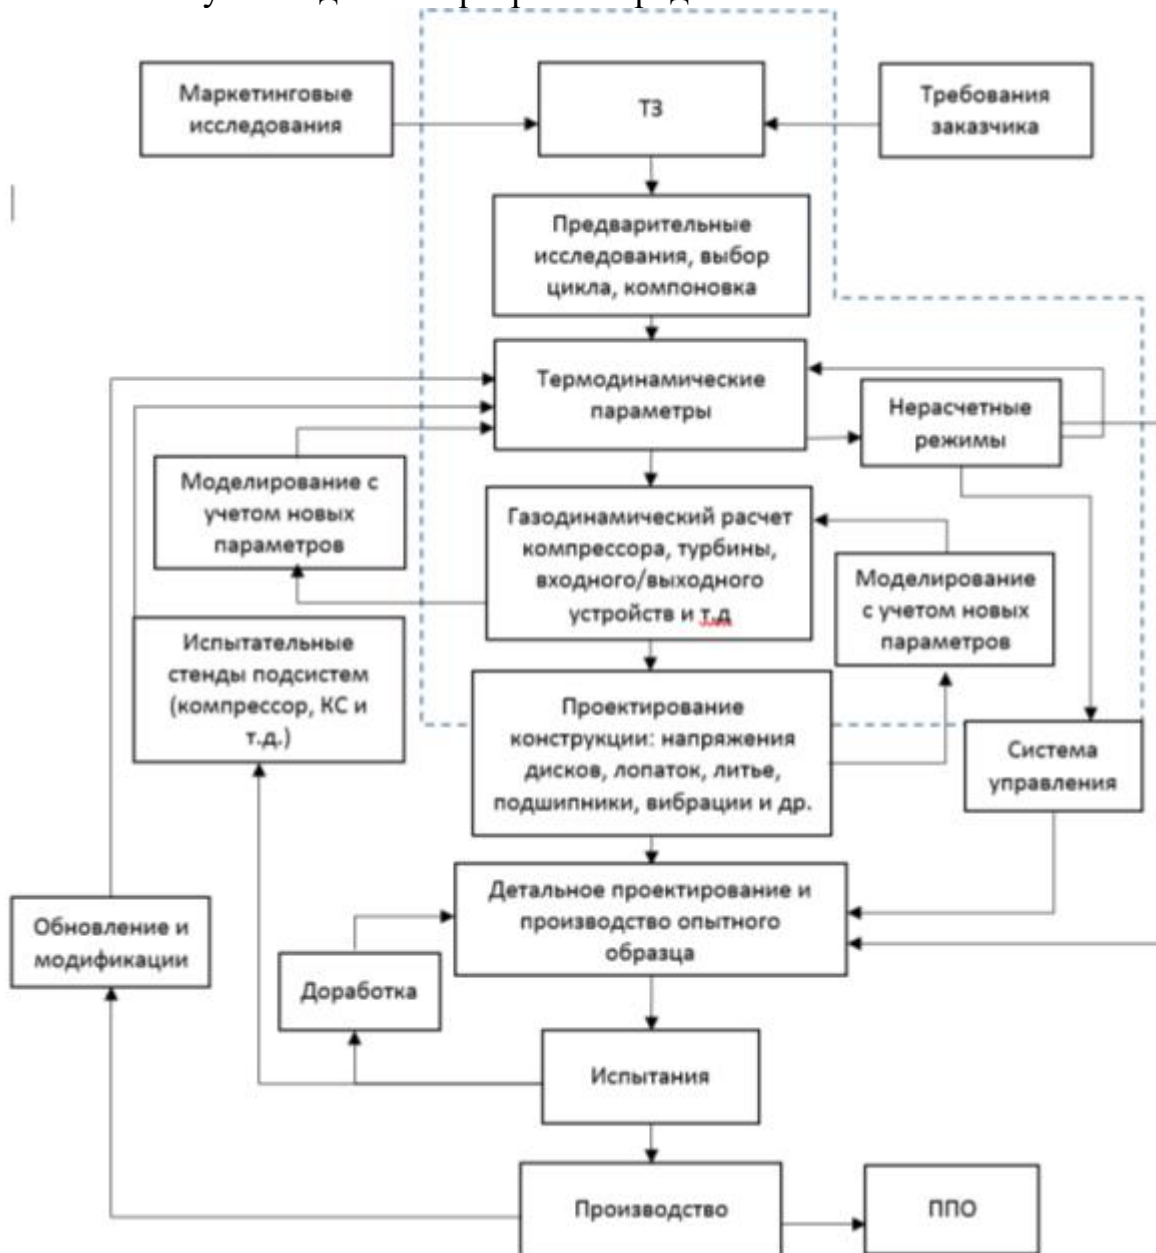 Маркетинговые
исследования
ТЗ
Требования
заказчика
Предварительные
исследования, выбор
цикла, компоновка
Термодинамические
параметры
Нерасчетные
режимы
Моделирование с
учетом новых
параметров
Газодинамический расчет
компрессора, турбины,
входного/выходного
устройств и т.д
Моделирование
с учетом новых
параметров
Испытательные
стенды подсистем
(компрессор, КС и
т.д.)
Проектирование
конструкции: напряжения
дисков, лопаток, литье,
подшипники, вибрации и др.
Система
управления
Детальное проектирование и
производство опытного
образца
Обновление и
модификации
Доработка
Испытания
Производство
ППО